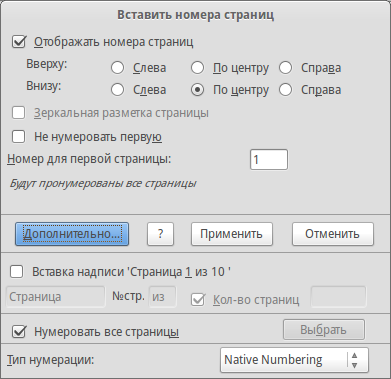 Вставить номера страниц
Отображать номера страниц
Вверху: Слева По центру Справа
Внизу: Слева По центру Справа
Зеркальная разметка страницы
Не нумеровать первую
Номер для первой страницы: 1
Будут пронумерованы все страницы
Дополнительно... ? Применить Отменить
Вставка надписи 'Страница 1 из 10 '
Страница №стр. из Кол-во страниц
Нумеровать все страницы Выбрать
Тип нумерации: Native Numbering